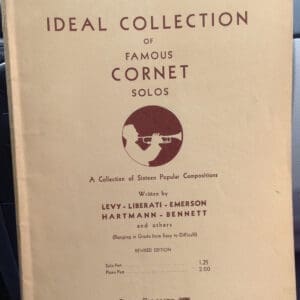 IDEAL COLLECTION
OF
FAMOUS
CORNET
SOLOS
A Collection of Sixteen Popular Compositions
Written by
LEVY - LIBERATI - EMERSON
HARTMANN - BENNETT
and others
(Ranging in Grade from Easy to Difficult)
REVISED EDITION
Solo Part 1.25
Piano Part 2.00